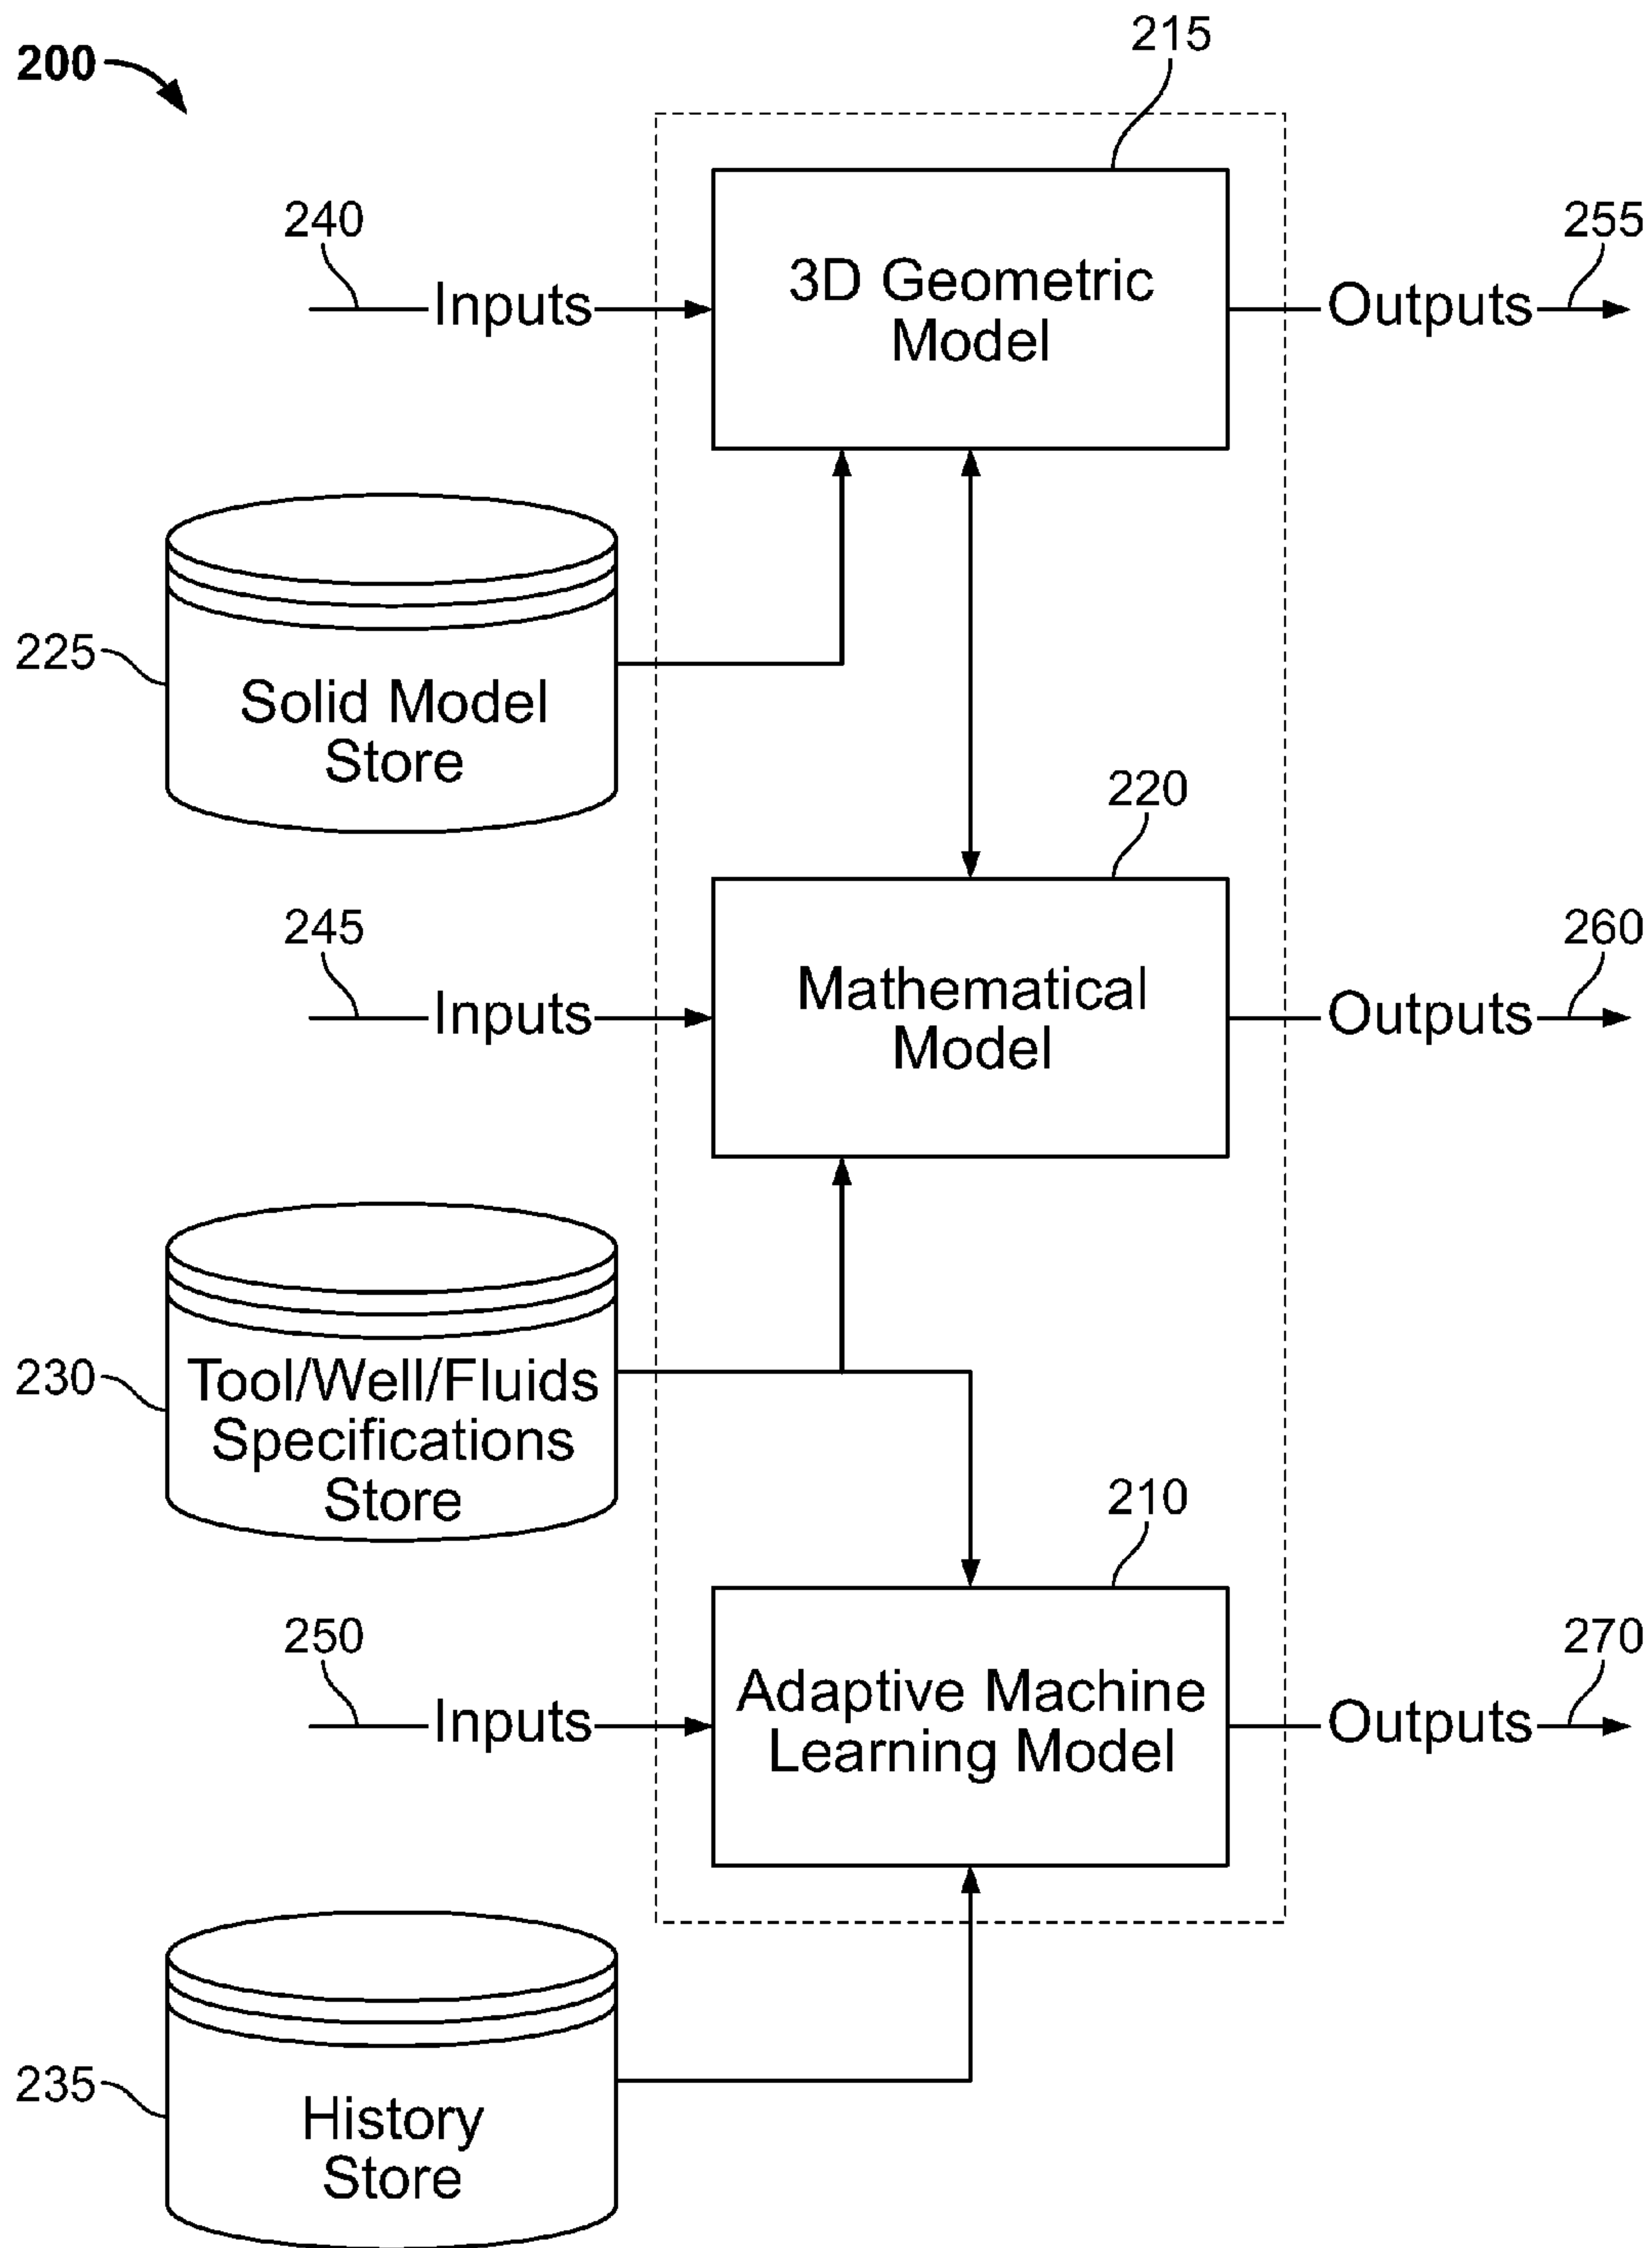 200
215
240
255
Inputs
3D Geometric
Model
Outputs
225
Solid Model
Store
220
245
260
Inputs
Mathematical
Model
Outputs
230
Tool/Well/Fluids
Specifications
Store
210
250
270
Inputs
Adaptive Machine
Learning Model
Outputs
235
History
Store